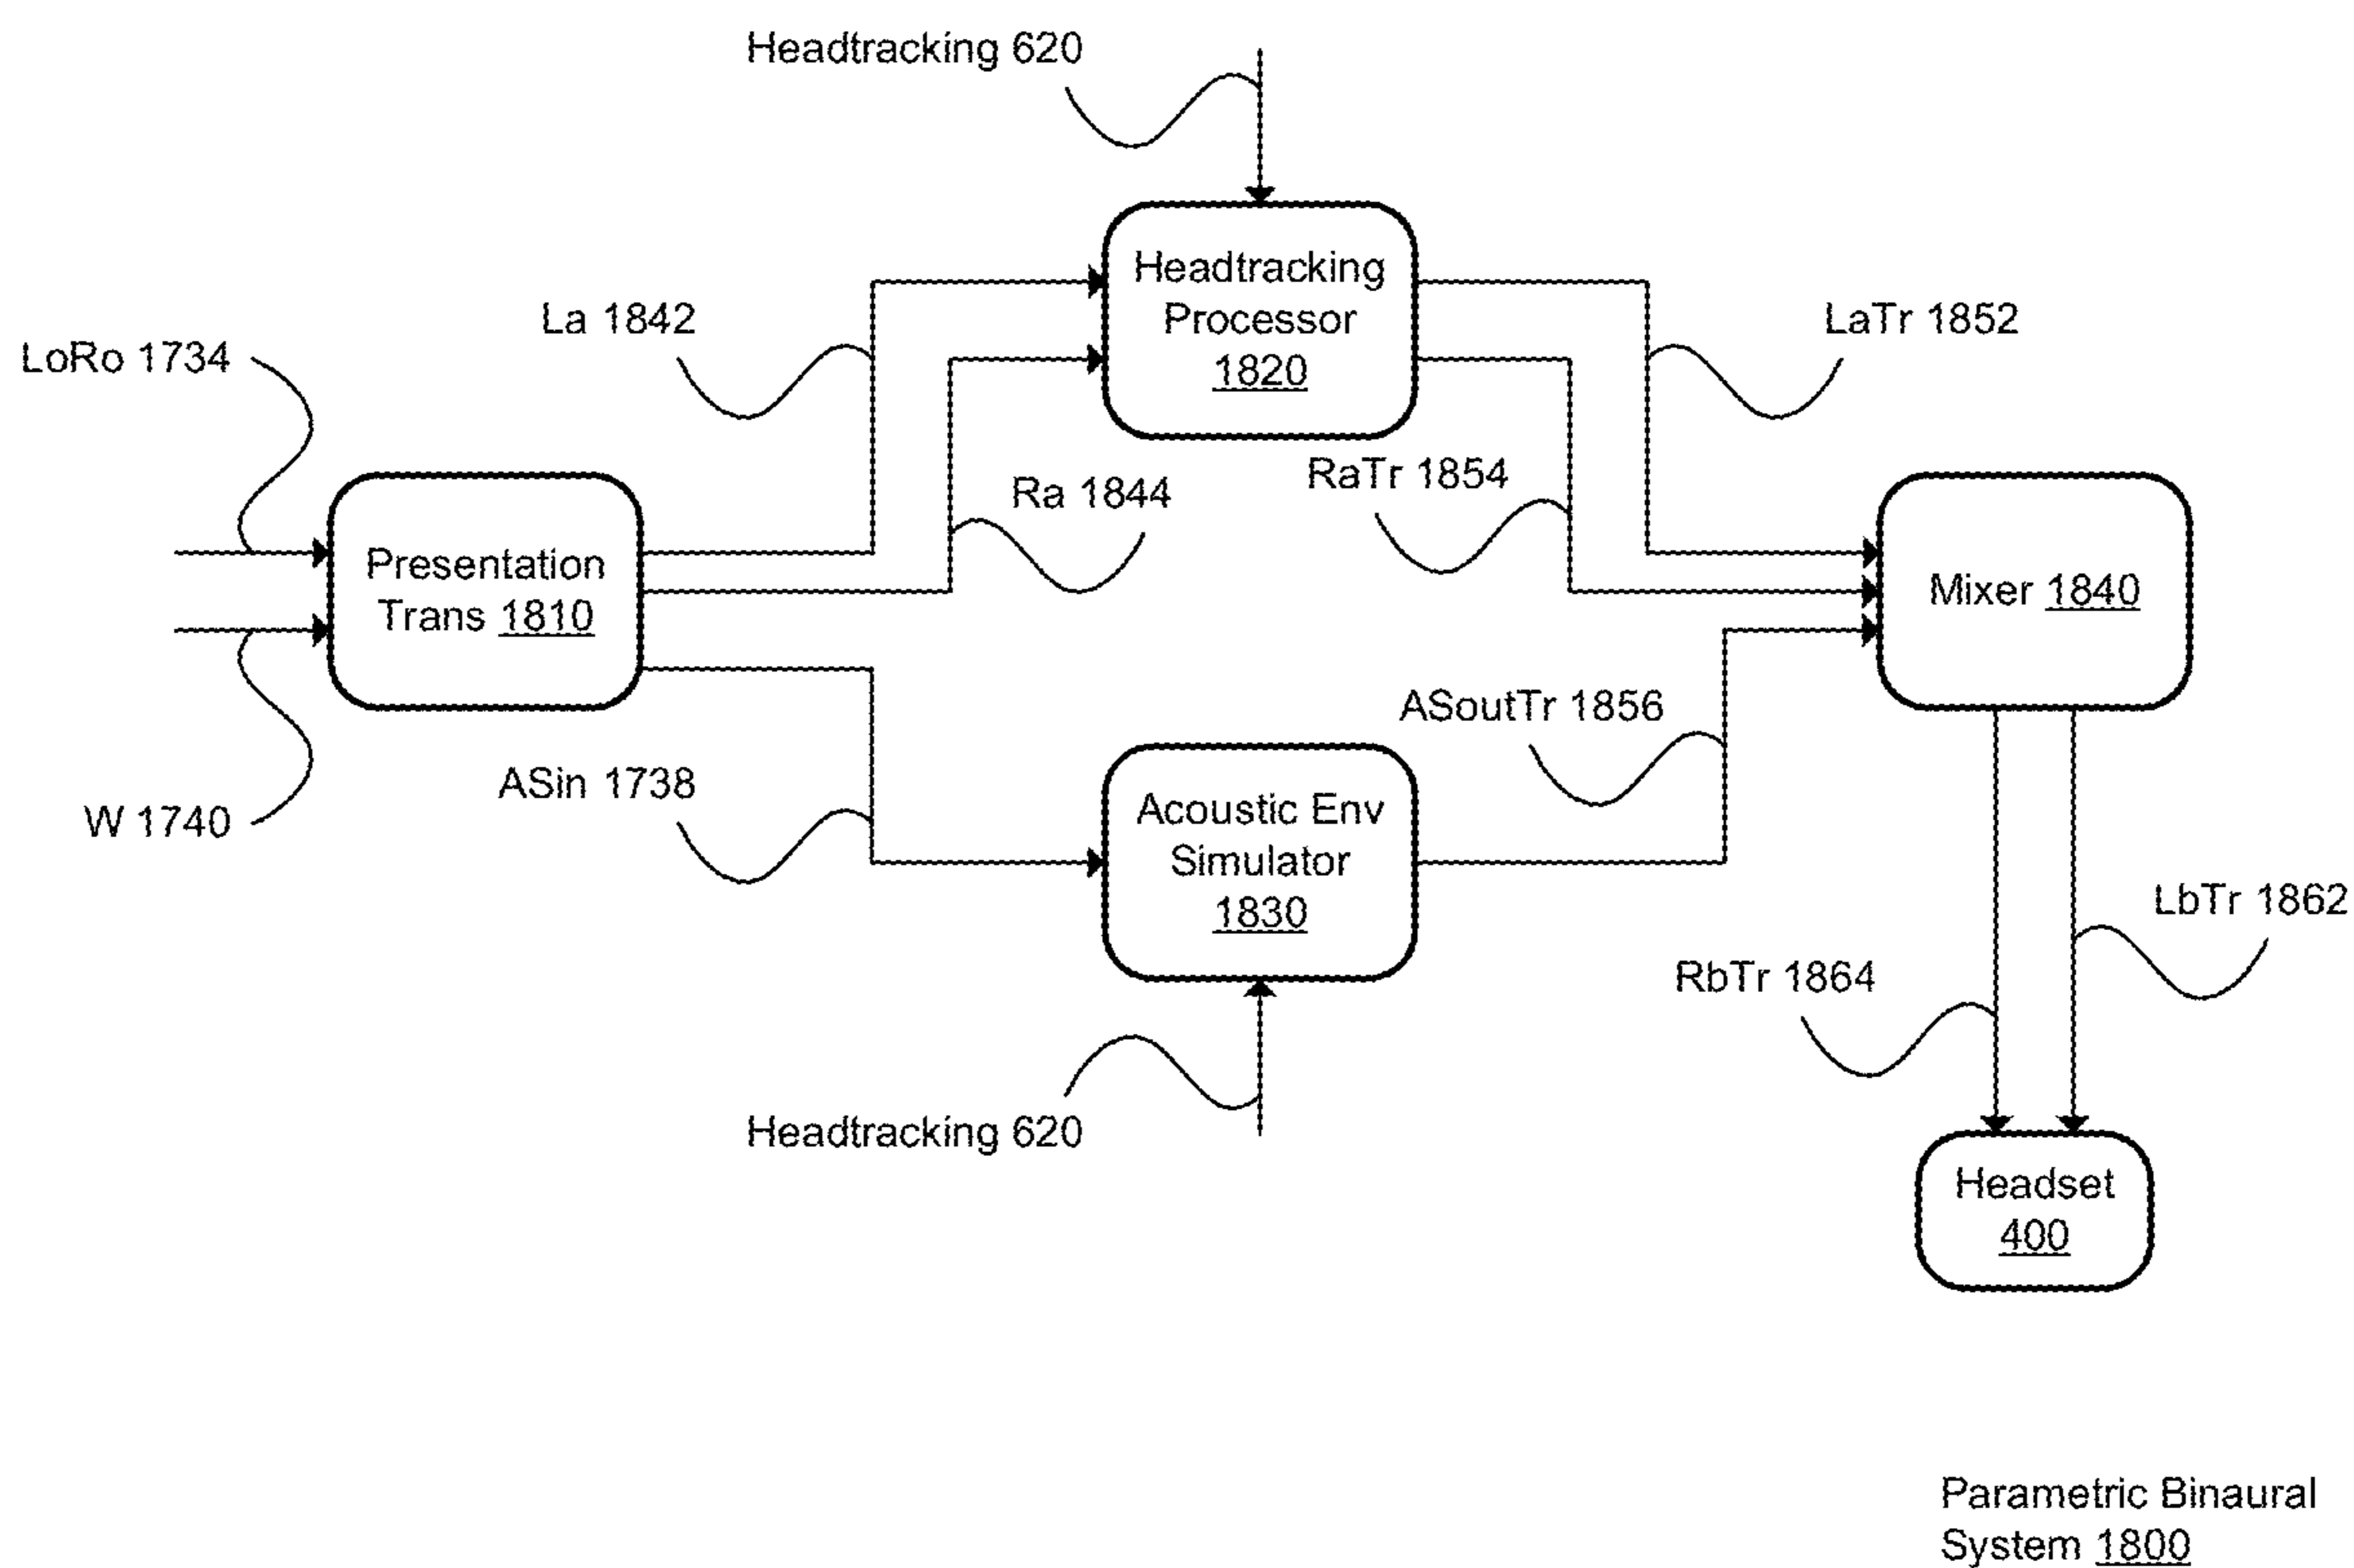 Headtracking 620
Headtracking
Processor
1820
La 1842
LaTr 1852
LoRo 1734
Ra 1844
RaTr 1854
Presentation
Trans 1810
Mixer 1840
ASoutTr 1856
ASin 1738
W 1740
Acoustic Env
Simulator
1830
LbTr 1862
RbTr 1864
Headtracking 620
Headset
400
Parametric Binaural
System 1800